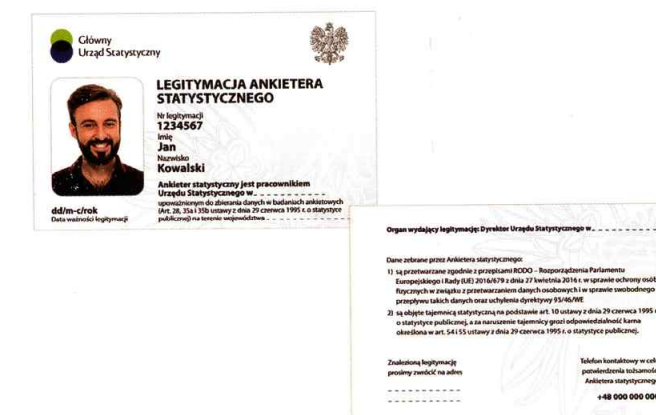 Główny
Urząd Statystyczny
LEGITYMACJA ANKIETERA
STATYSTYCZNEGO
Nr legitymacji
1234567
Imię
Jan
Nazwisko
Kowalski
Ankieter statystyczny jest pracownikiem
Urzędu Statystycznego w _ _ _ _ _ _ _ _ _ _ _
upoważnionym do zbierania danych w badaniach ankietowych
(Art. 28, 35a i 35b ustawy z dnia 29 czerwca 1995 r. o statystyce
publicznej) na terenie województwa _ _ _ _ _ _ _ _ _ _ _
dd/m-c/rok
Data ważności legitymacji
Organ wydający legitymację: Dyrektor Urzędu Statystycznego w _ _ _ _ _ _ _ _ _ _
Dane zebrane przez Ankietera statystycznego:
1) są przetwarzane zgodnie z przepisami RODO – Rozporządzenia Parlamentu
Europejskiego i Rady (UE) 2016/679 z dnia 27 kwietnia 2016 r. w sprawie ochrony osób
fizycznych w związku z przetwarzaniem danych osobowych i w sprawie swobodnego
przepływu takich danych oraz uchylenia dyrektywy 95/46/WE
2) są objęte tajemnicą statystyczną na podstawie art. 10 ustawy z dnia 29 czerwca 1995 r
o statystyce publicznej, a za naruszenie tajemnicy grozi odpowiedzialność karna
określona w art. 54 i 55 ustawy z dnia 29 czerwca 1995 r. o statystyce publicznej.
Znalezioną legitymację
prosimy zwrócić na adres
Telefon kontaktowy w cel
potwierdzenia tożsamoś
Ankietera statystyczneg
+48 000 000 00